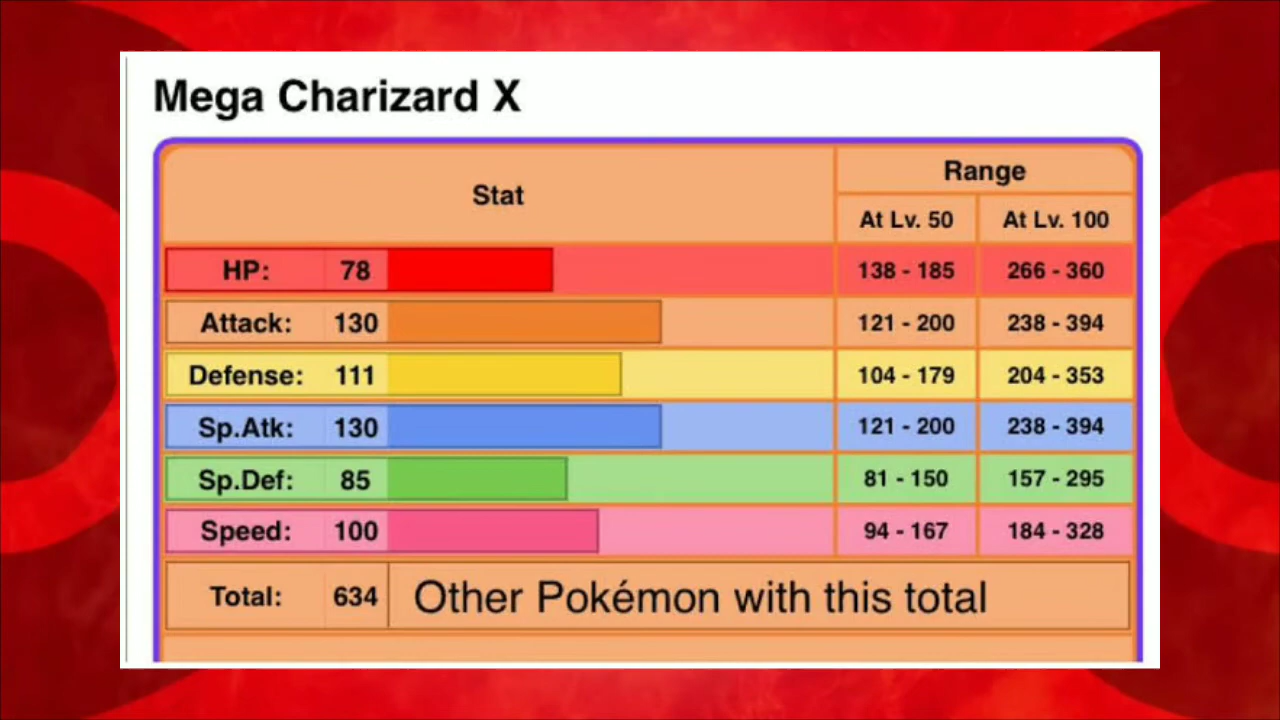 Mega Charizard X
Stat
Range
At Lv. 50 At Lv. 100
HP: 78 138 - 185 266 - 360
Attack: 130 121 - 200 238 - 394
Defense: 111 104 - 179 204 - 353
Sp.Atk: 130 121 - 200 238 - 394
Sp.Def: 85 81 - 150 157 - 295
Speed: 100 94 - 167 184 - 328
Total: 634 Other Pokémon with this total